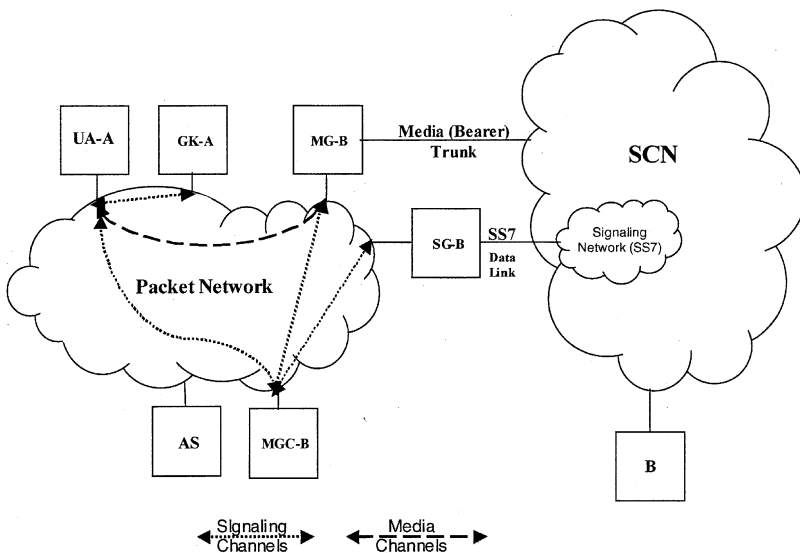 UA-A
GK-A
MG-B
Media (Bearer)
Trunk
SCN
SG-B
SS7
Data
Link
Signaling
Network (SS7)
Packet Network
AS
MGC-B
B
SIgnaling
Channels
Media
Channels